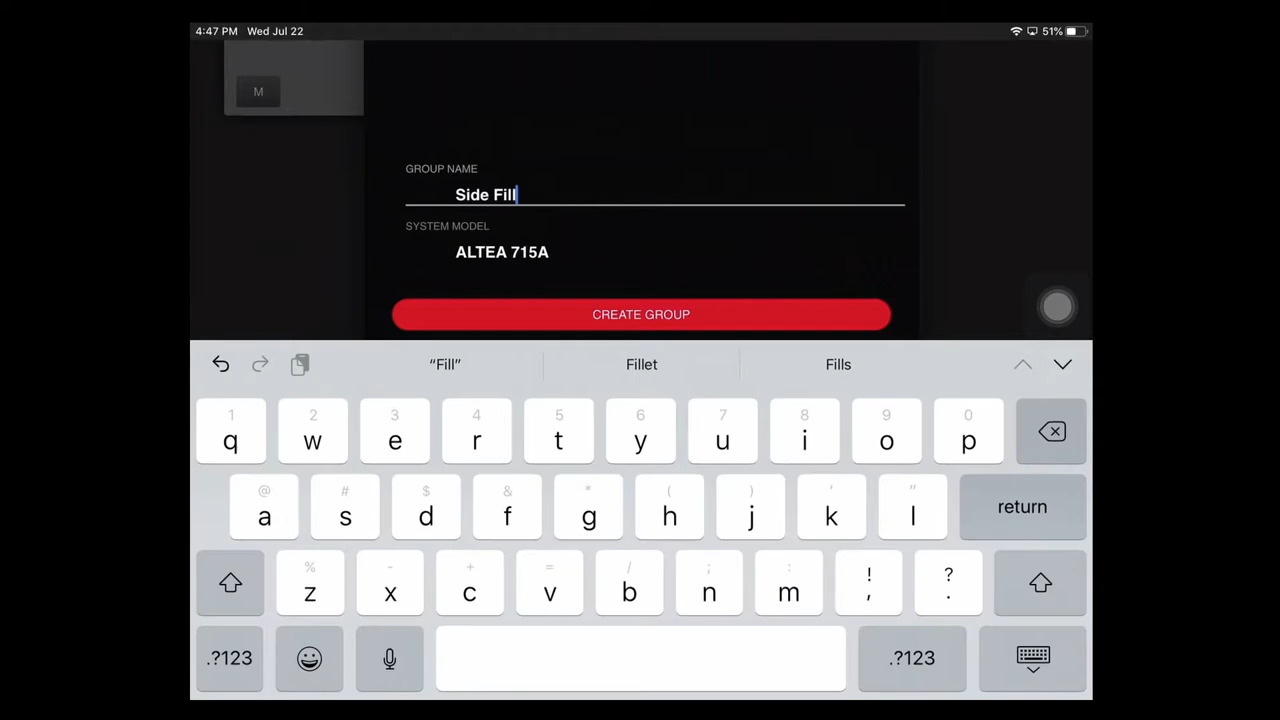 4:47 PM Wed Jul 22 51%
M
GROUP NAME
Side Fill
SYSTEM MODEL
ALTEA 715A
CREATE GROUP
“Fill” Fillet Fills
1 2 3 4 5 6 7 8 9 0
q w e r t y u i o p
@ # $ & * ( ) ' "
a s d f g h j k l return
% - + = / ; : ! ?
z x c v b n m , .
.?123 .?123